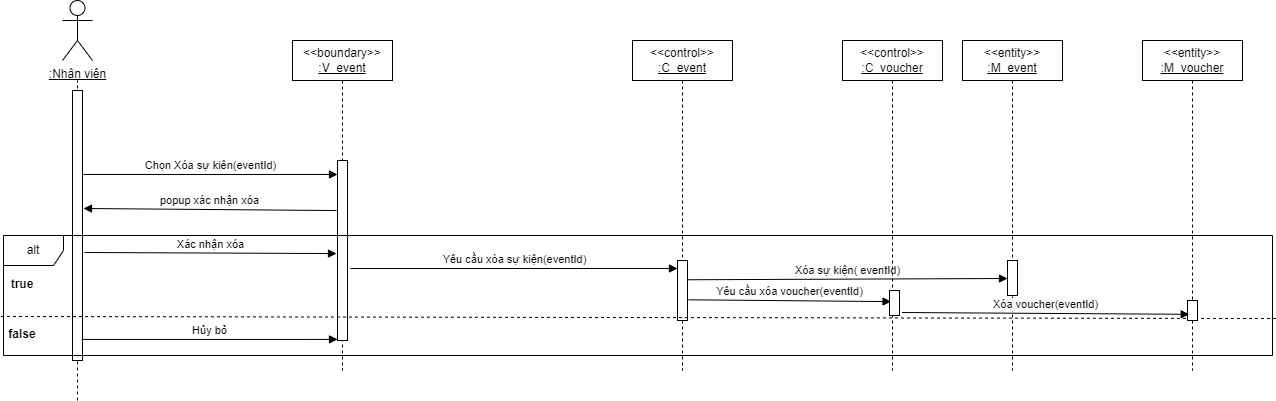 :Nhân viên
<<boundary>>
:V_event
<<control>>
:C_event
<<control>>
:C_voucher
<<entity>>
:M_event
<<entity>>
:M_voucher
Chọn Xóa sự kiên(eventId)
popup xác nhận xóa
alt
Xác nhận xóa
Yêu cầu xóa sự kiện(eventId)
Xóa sự kiện( eventId)
true
Yêu cầu xóa voucher(eventId)
Xóa voucher(eventId)
false
Hủy bỏ